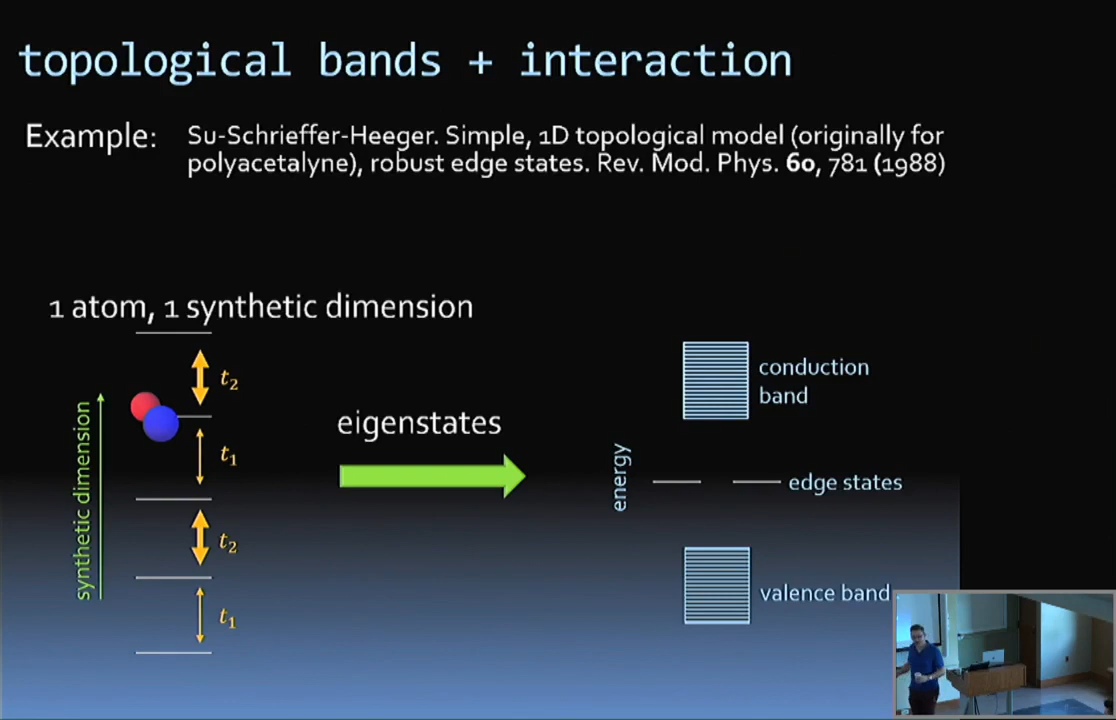 topological bands + interaction
Example:
Su-Schrieffer-Heeger. Simple, 1D topological model (originally for
polyacetalyne), robust edge states. Rev. Mod. Phys. 60, 781 (1988)
1 atom, 1 synthetic dimension
synthetic dimension
t₂
t₁
t₂
t₁
eigenstates
energy
conduction
band
edge states
valence band